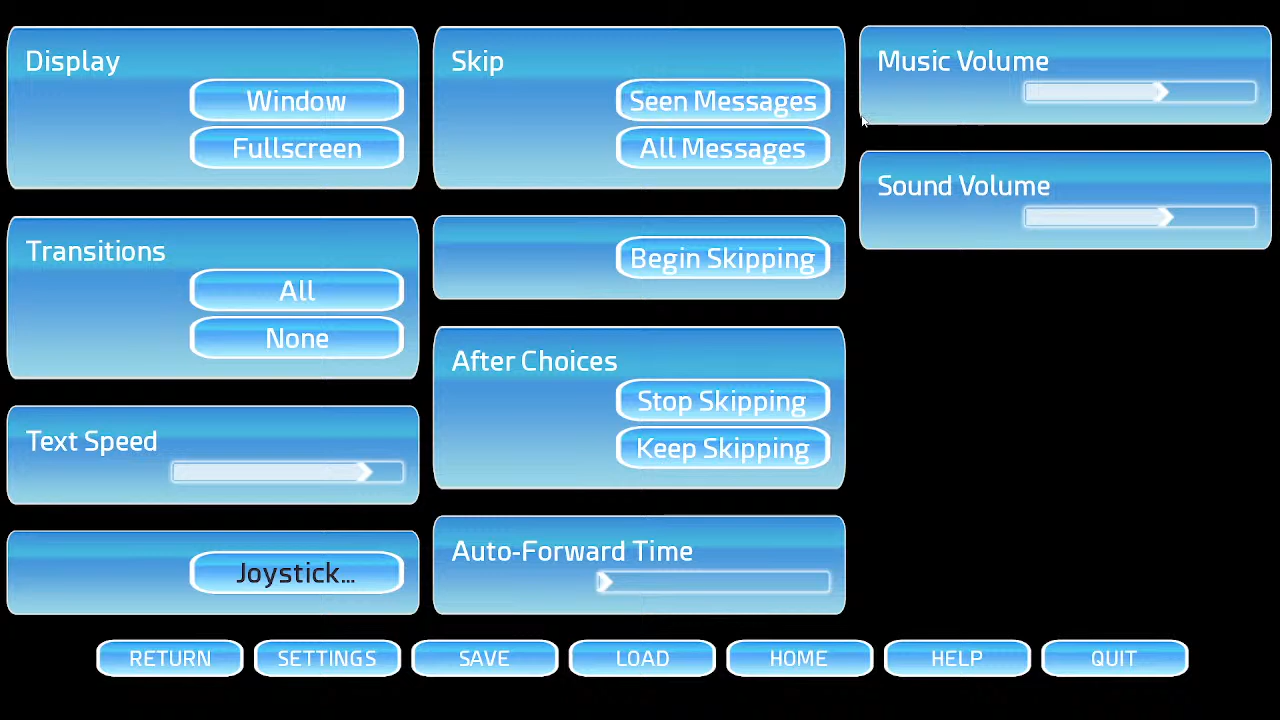 Display
Window
Fullscreen
Transitions
All
None
Text Speed
Joystick...
Skip
Seen Messages
All Messages
Begin Skipping
After Choices
Stop Skipping
Keep Skipping
Auto-Forward Time
Music Volume
Sound Volume
RETURN
SETTINGS
SAVE
LOAD
HOME
HELP
QUIT